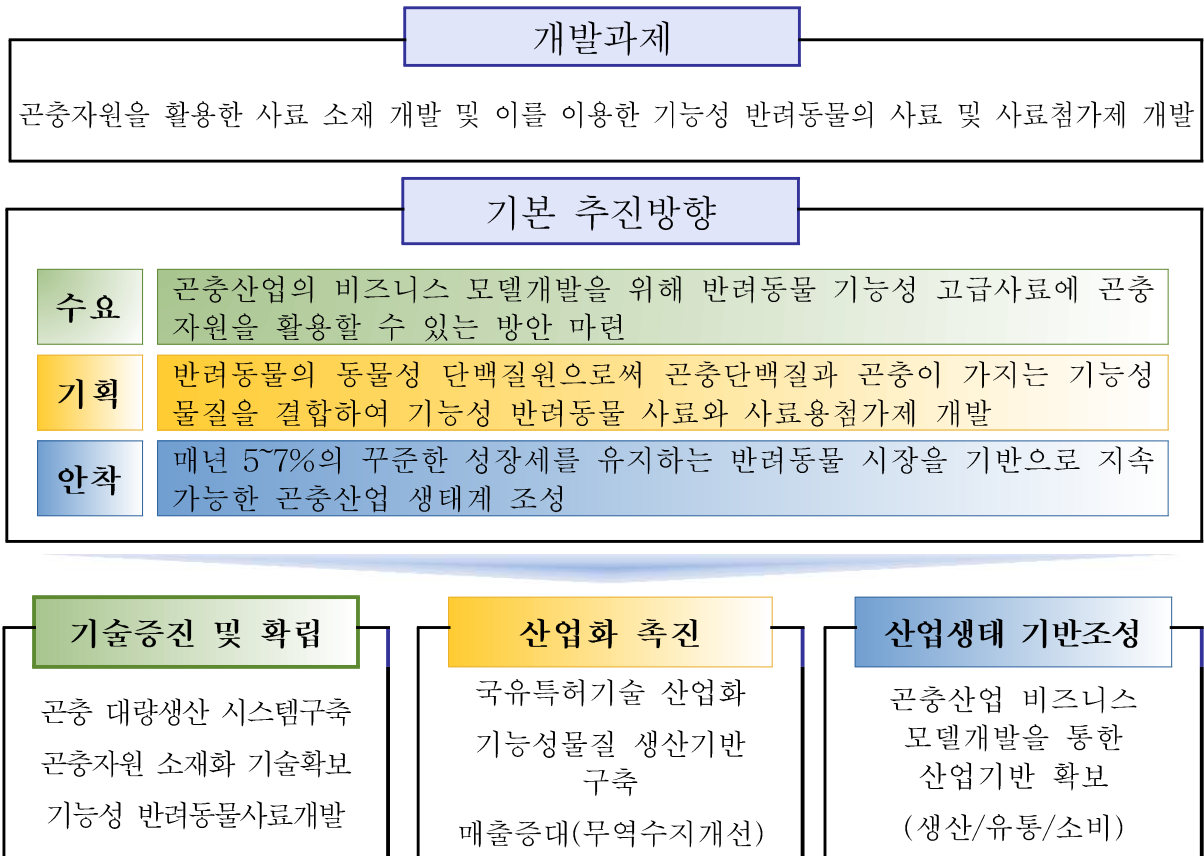 개발과제
곤충자원을 활용한 사료 소재 개발 및 이를 이용한 기능성 반려동물의 사료 및 사료첨가제 개발
기본 추진방향
수요
곤충산업의 비즈니스 모델개발을 위해 반려동물 기능성 고급사료에 곤충
자원을 활용할 수 있는 방안 마련
기획
반려동물의 동물성 단백질원으로써 곤충단백질과 곤충이 가지는 기능성
물질을 결합하여 기능성 반려동물 사료와 사료용첨가제 개발
안착
매년 5~7%의 꾸준한 성장세를 유지하는 반려동물 시장을 기반으로 지속
가능한 곤충산업 생태계 조성
기술증진 및 확립
곤충 대량생산 시스템구축
곤충자원 소재화 기술확보
기능성 반려동물사료개발
산업화 촉진
국유특허기술 산업화
기능성물질 생산기반
구축
매출증대(무역수지개선)
산업생태 기반조성
곤충산업 비즈니스
모델개발을 통한
산업기반 확보
(생산/유통/소비)